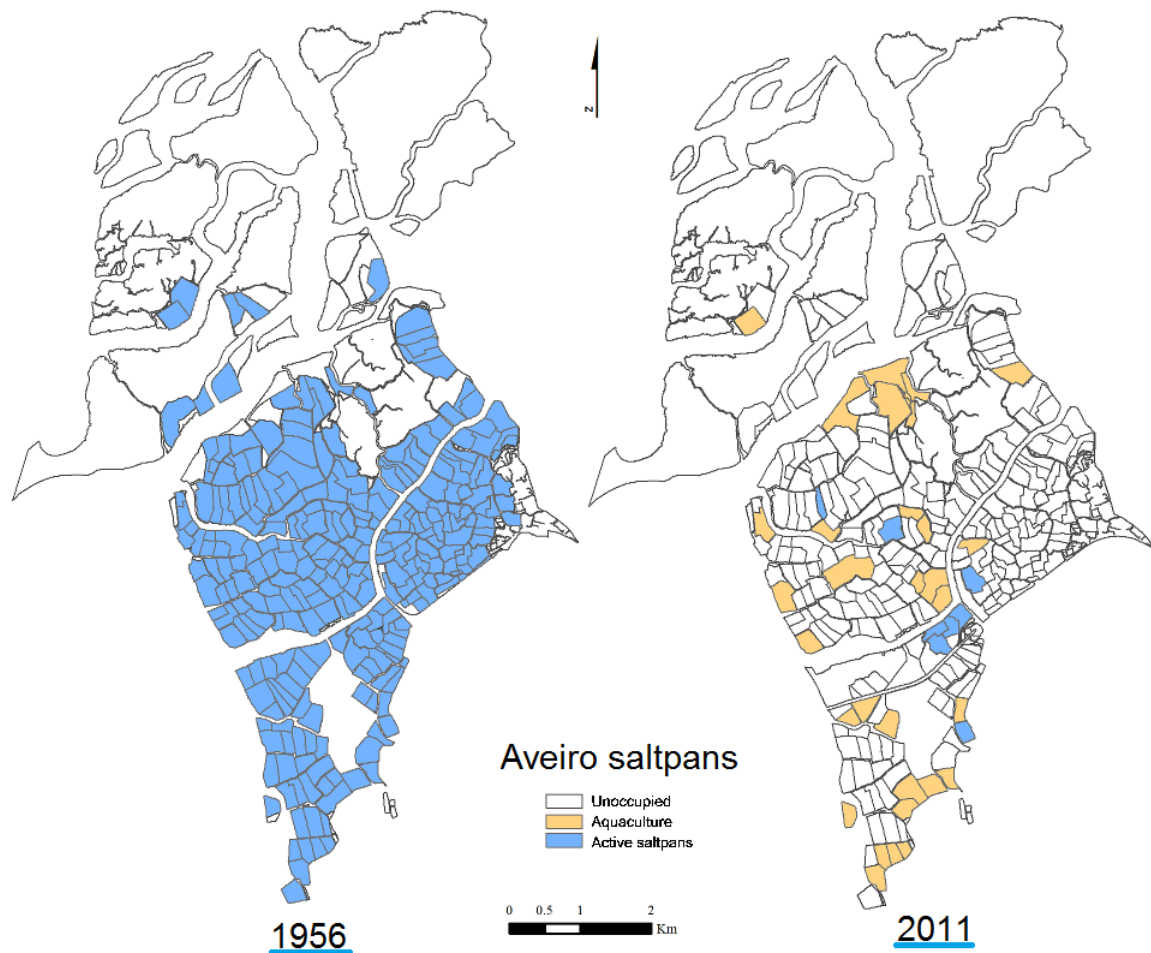 N
Aveiro saltpans
Unoccupied
Aquaculture
Active saltpans
0 0.5 1 2
Km
1956
2011